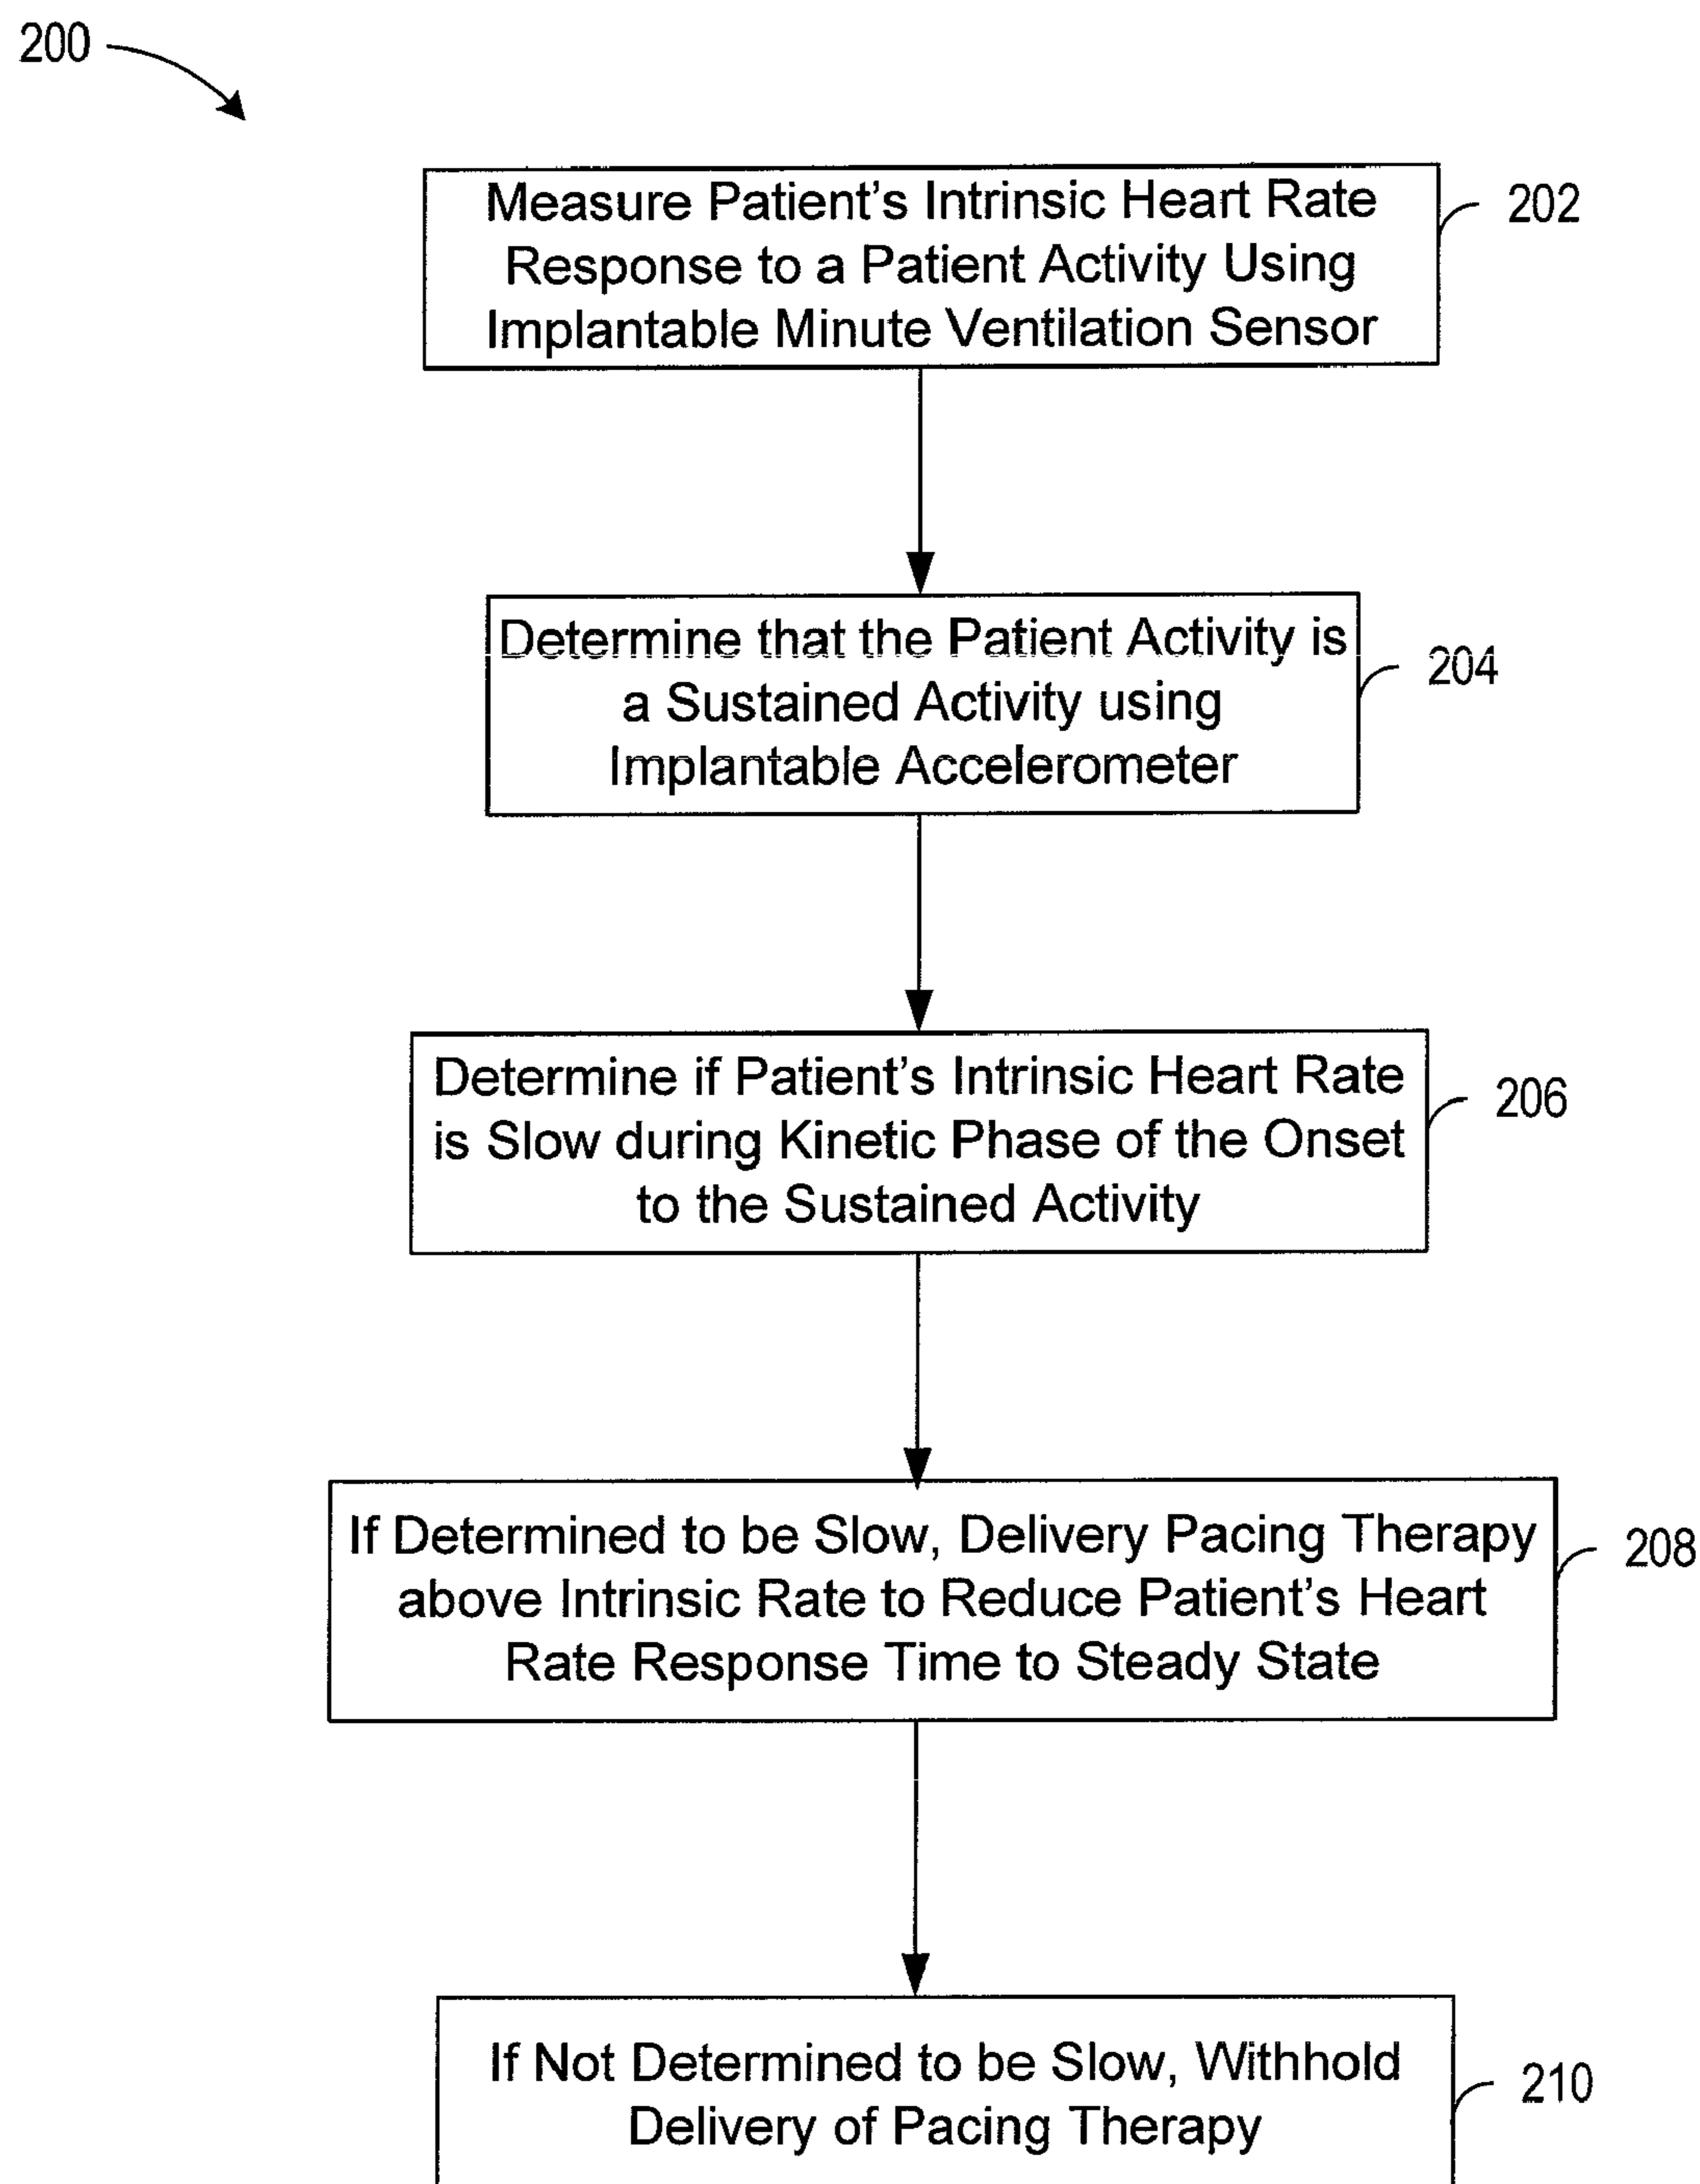 200
Measure Patient's Intrinsic Heart Rate
Response to a Patient Activity Using
Implantable Minute Ventilation Sensor
202
Determine that the Patient Activity is
a Sustained Activity using
Implantable Accelerometer
204
Determine if Patient's Intrinsic Heart Rate
is Slow during Kinetic Phase of the Onset
to the Sustained Activity
206
If Determined to be Slow, Delivery Pacing Therapy
above Intrinsic Rate to Reduce Patient's Heart
Rate Response Time to Steady State
208
If Not Determined to be Slow, Withhold
Delivery of Pacing Therapy
210